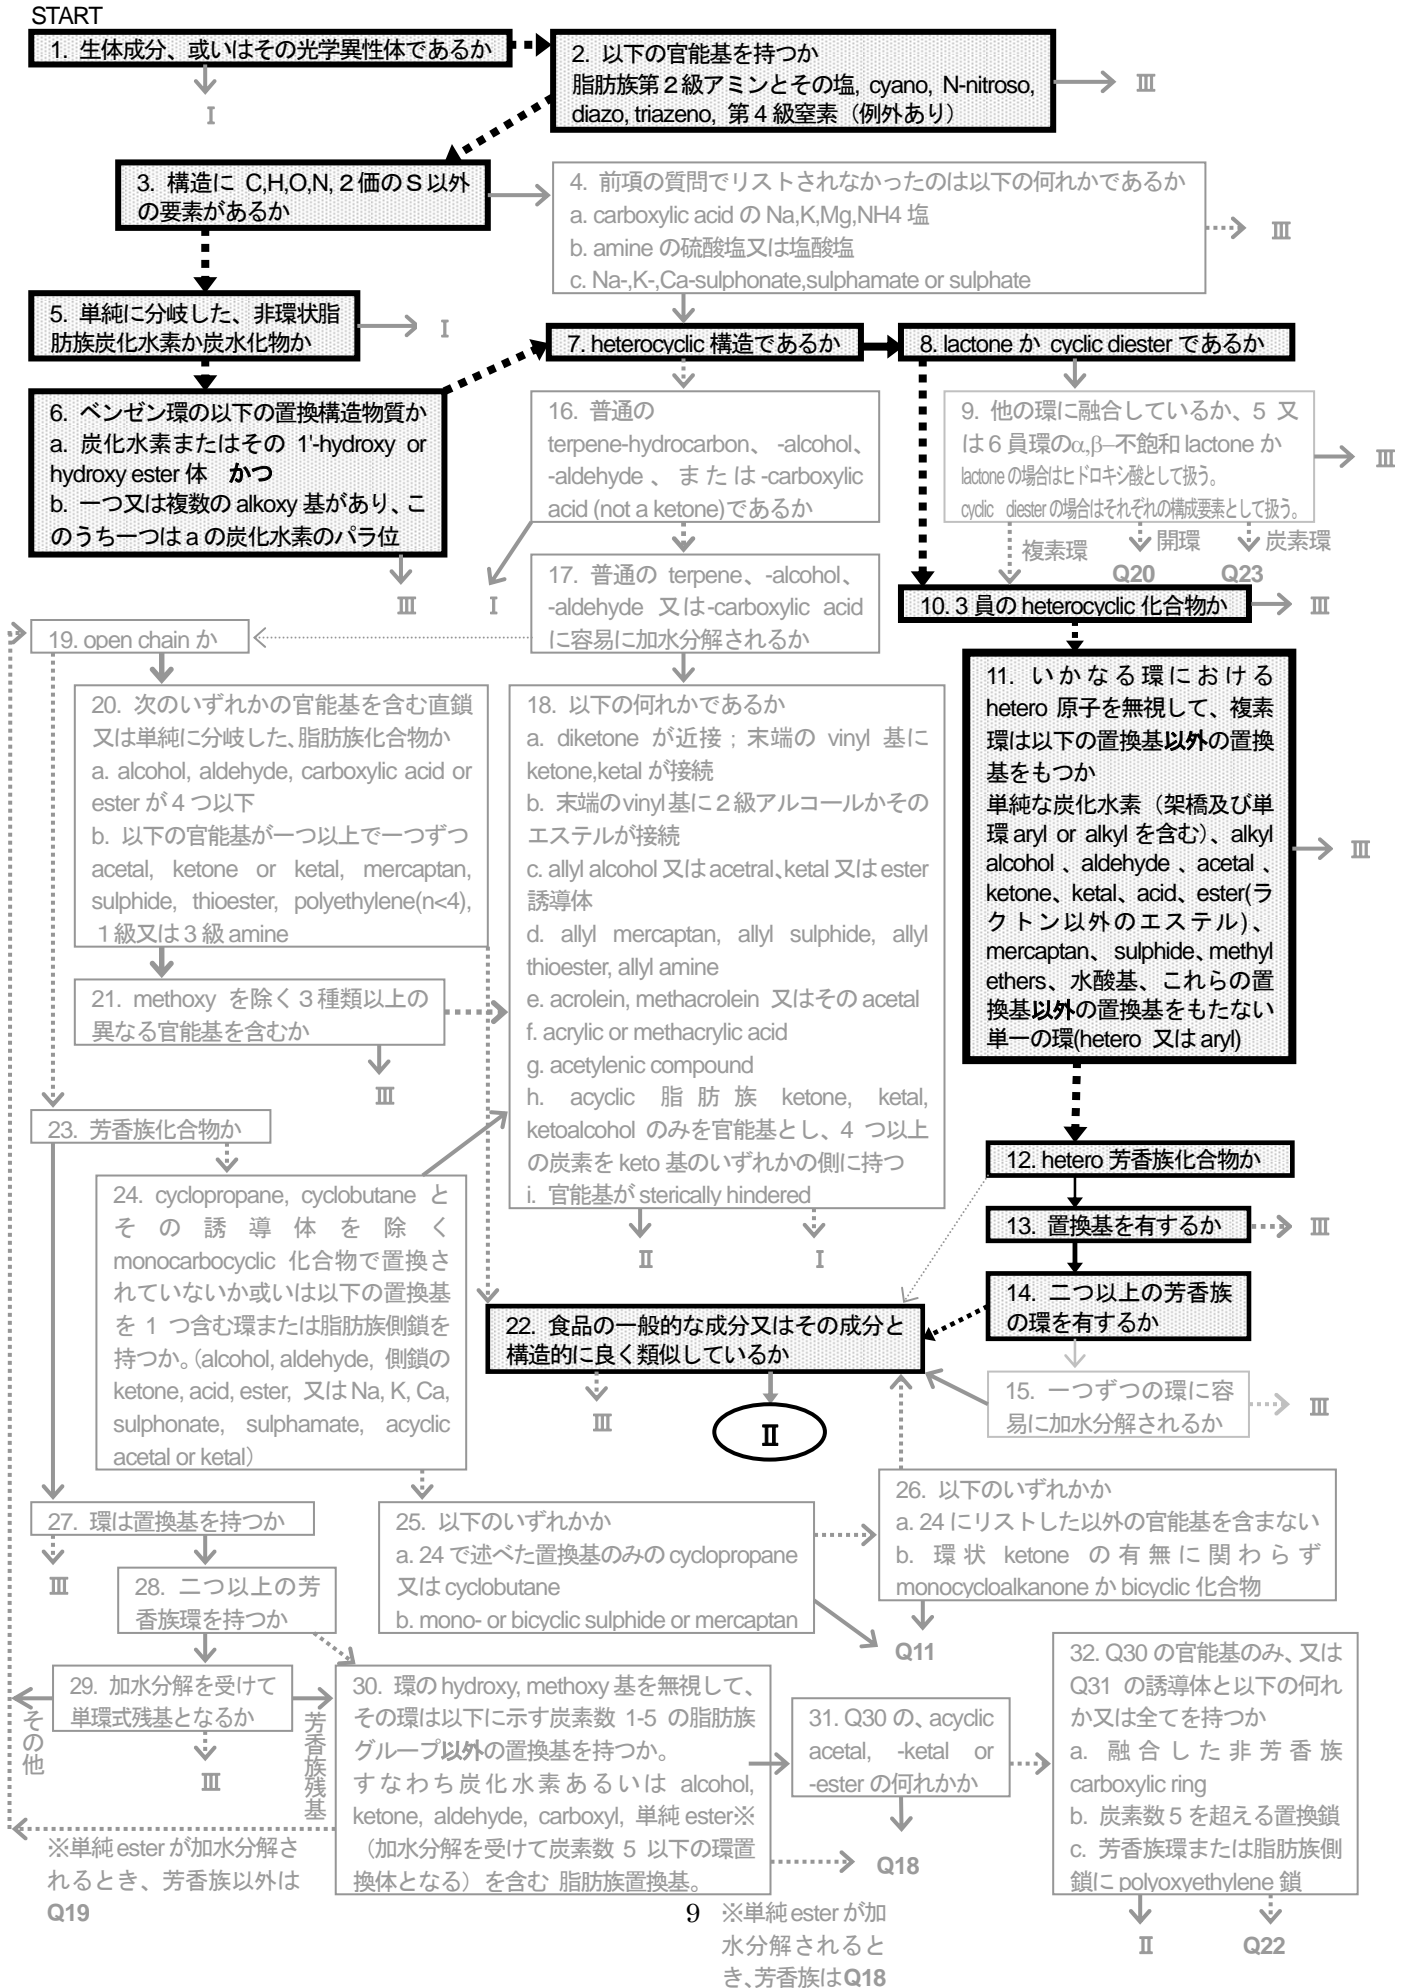 START
1. 生体成分、或いはその光学異性体であるか
I
2. 以下の官能基を持つか
脂肪族第２級アミンとその塩, cyano, N-nitroso,
diazo, triazeno, 第４級窒素（例外あり）
III
3. 構造に C,H,O,N,２価のＳ以外
の要素があるか
4. 前項の質問でリストされなかったのは以下の何れかであるか
a. carboxylic acid の Na,K,Mg,NH4 塩
b. amine の硫酸塩又は塩酸塩
c. Na-,K-,Ca-sulphonate,sulphamate or sulphate
III
5. 単純に分岐した、非環状脂
肪族炭化水素か炭水化物か
I
6. ベンゼン環の以下の置換構造物質か
a. 炭化水素またはその 1'-hydroxy or
hydroxy ester 体　かつ
b. 一つ又は複数の alkoxy 基があり、こ
のうち一つは a の炭化水素のパラ位
III
7. heterocyclic 構造であるか
8. lactone か cyclic diester であるか
9. 他の環に融合しているか、5 又
は 6 員環のα,β–不飽和 lactone か
lactone の場合はヒドロキシ酸として扱う。
cyclic diester の場合はそれぞれの構成要素として扱う。
III
複素環
開環
炭素環
Q20
Q23
10. 3 員の heterocyclic 化合物か
III
11. いかなる環における
hetero 原子を無視して、複素
環は以下の置換基以外の置換
基をもつか
単純な炭化水素（架橋及び単
環 aryl or alkyl を含む）、alkyl
alcohol 、aldehyde 、acetal 、
ketone、ketal、acid、ester(ラ
クトン以外のエステル)、
mercaptan、 sulphide、methyl
ethers、水酸基、これらの置
換基以外の置換基をもたない
単一の環(hetero 又は aryl)
III
12. hetero 芳香族化合物か
13. 置換基を有するか
III
14. 二つ以上の芳香族
の環を有するか
15. 一つずつの環に容
易に加水分解されるか
III
16. 普通の
terpene-hydrocarbon、-alcohol、
-aldehyde 、または -carboxylic
acid (not a ketone)であるか
I
17. 普通の terpene、-alcohol、
-aldehyde 又は-carboxylic acid
に容易に加水分解されるか
18. 以下の何れかであるか
a. diketone が近接；末端の vinyl 基に
ketone,ketal が接続
b. 末端の vinyl 基に２級アルコールかその
エステルが接続
c. allyl alcohol 又は acetral、ketal 又は ester
誘導体
d. allyl mercaptan, allyl sulphide, allyl
thioester, allyl amine
e. acrolein, methacrolein 又はその acetal
f. acrylic or methacrylic acid
g. acetylenic compound
h. acyclic 脂肪族 ketone, ketal,
ketoalcohol のみを官能基とし、4 つ以上
の炭素を keto 基のいずれかの側に持つ
i. 官能基が sterically hindered
II
I
19. open chain か
20. 次のいずれかの官能基を含む直鎖
又は単純に分岐した、脂肪族化合物か
a. alcohol, aldehyde, carboxylic acid or
ester が 4 つ以下
b. 以下の官能基が一つ以上で一つずつ
acetal, ketone or ketal, mercaptan,
sulphide, thioester, polyethylene(n<4),
１級又は３級 amine
21. methoxy を除く３種類以上の
異なる官能基を含むか
III
22. 食品の一般的な成分又はその成分と
構造的に良く類似しているか
III
II
23. 芳香族化合物か
24. cyclopropane, cyclobutane と
その誘導体を除く
monocarbocyclic 化合物で置換さ
れていないか或いは以下の置換基
を 1 つ含む環または脂肪族側鎖を
持つか。(alcohol, aldehyde, 側鎖の
ketone, acid, ester, 又は Na, K, Ca,
sulphonate, sulphamate, acyclic
acetal or ketal）
25. 以下のいずれかか
a. 24 で述べた置換基のみの cyclopropane
又は cyclobutane
b. mono- or bicyclic sulphide or mercaptan
26. 以下のいずれかか
a. 24 にリストした以外の官能基を含まない
b. 環状 ketone の有無に関わらず
monocycloalkanone か bicyclic 化合物
Q11
27. 環は置換基を持つか
III
28. 二つ以上の芳
香族環を持つか
29. 加水分解を受けて
単環式残基となるか
その他
芳香族残基
III
30. 環の hydroxy, methoxy 基を無視して、
その環は以下に示す炭素数 1-5 の脂肪族
グループ以外の置換基を持つか。
すなわち炭化水素あるいは alcohol,
ketone, aldehyde, carboxyl, 単純 ester※
（加水分解を受けて炭素数 5 以下の環置
換体となる）を含む 脂肪族置換基。
31. Q30 の、acyclic
acetal, -ketal or
-ester の何れかか
Q18
32. Q30 の官能基のみ、又は
Q31 の誘導体と以下の何れ
か又は全てを持つか
a. 融合した非芳香族
carboxylic ring
b. 炭素数 5 を超える置換鎖
c. 芳香族環または脂肪族側
鎖に polyoxyethylene 鎖
II
Q22
※単純 ester が加水分解さ
れるとき、芳香族以外は
Q19
9
※単純 ester が加
水分解されると
き、芳香族は Q18